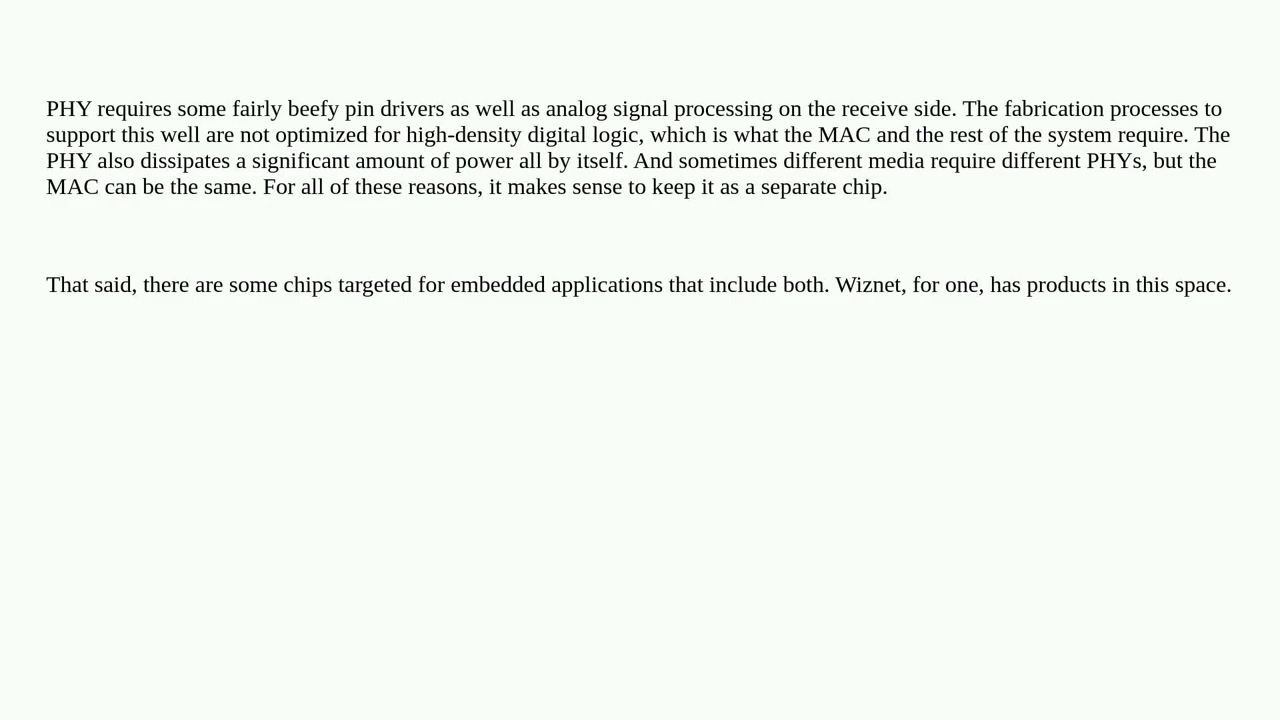 PHY requires some fairly beefy pin drivers as well as analog signal processing on the receive side. The fabrication processes to
support this well are not optimized for high-density digital logic, which is what the MAC and the rest of the system require. The
PHY also dissipates a significant amount of power all by itself. And sometimes different media require different PHYs, but the
MAC can be the same. For all of these reasons, it makes sense to keep it as a separate chip.
That said, there are some chips targeted for embedded applications that include both. Wiznet, for one, has products in this space.